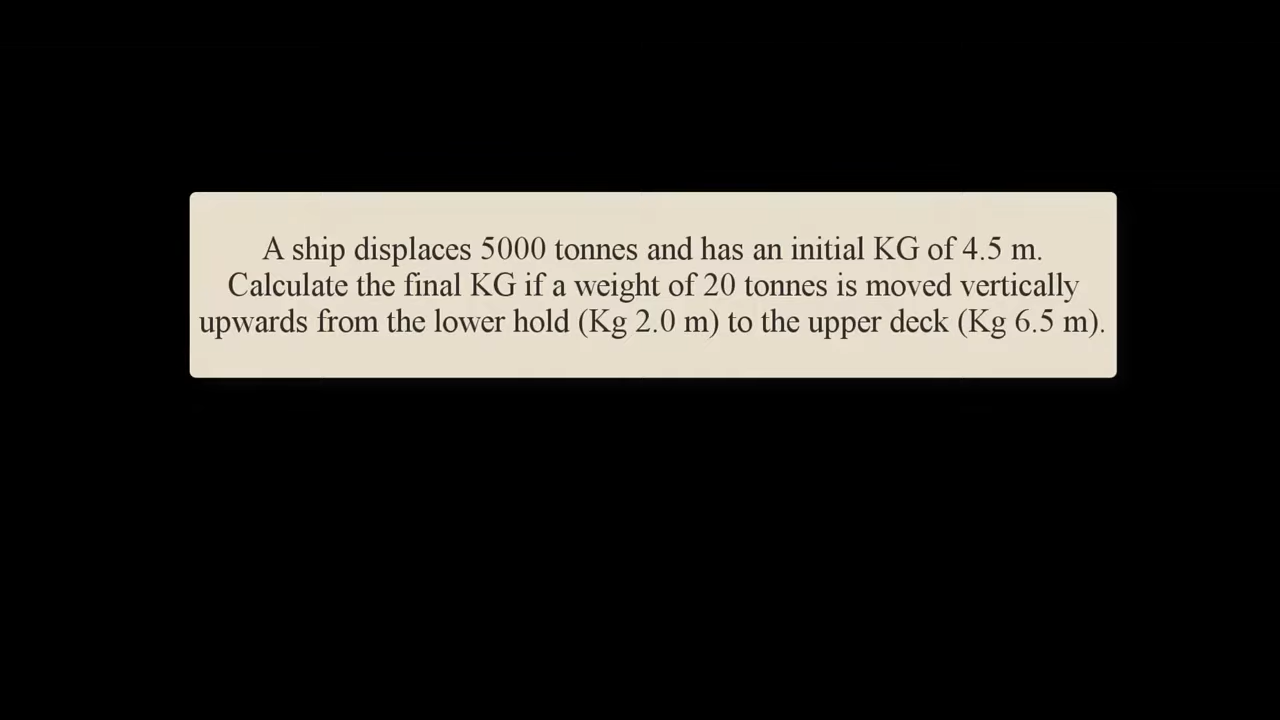 A ship displaces 5000 tonnes and has an initial KG of 4.5 m.
Calculate the final KG if a weight of 20 tonnes is moved vertically
upwards from the lower hold (Kg 2.0 m) to the upper deck (Kg 6.5 m).